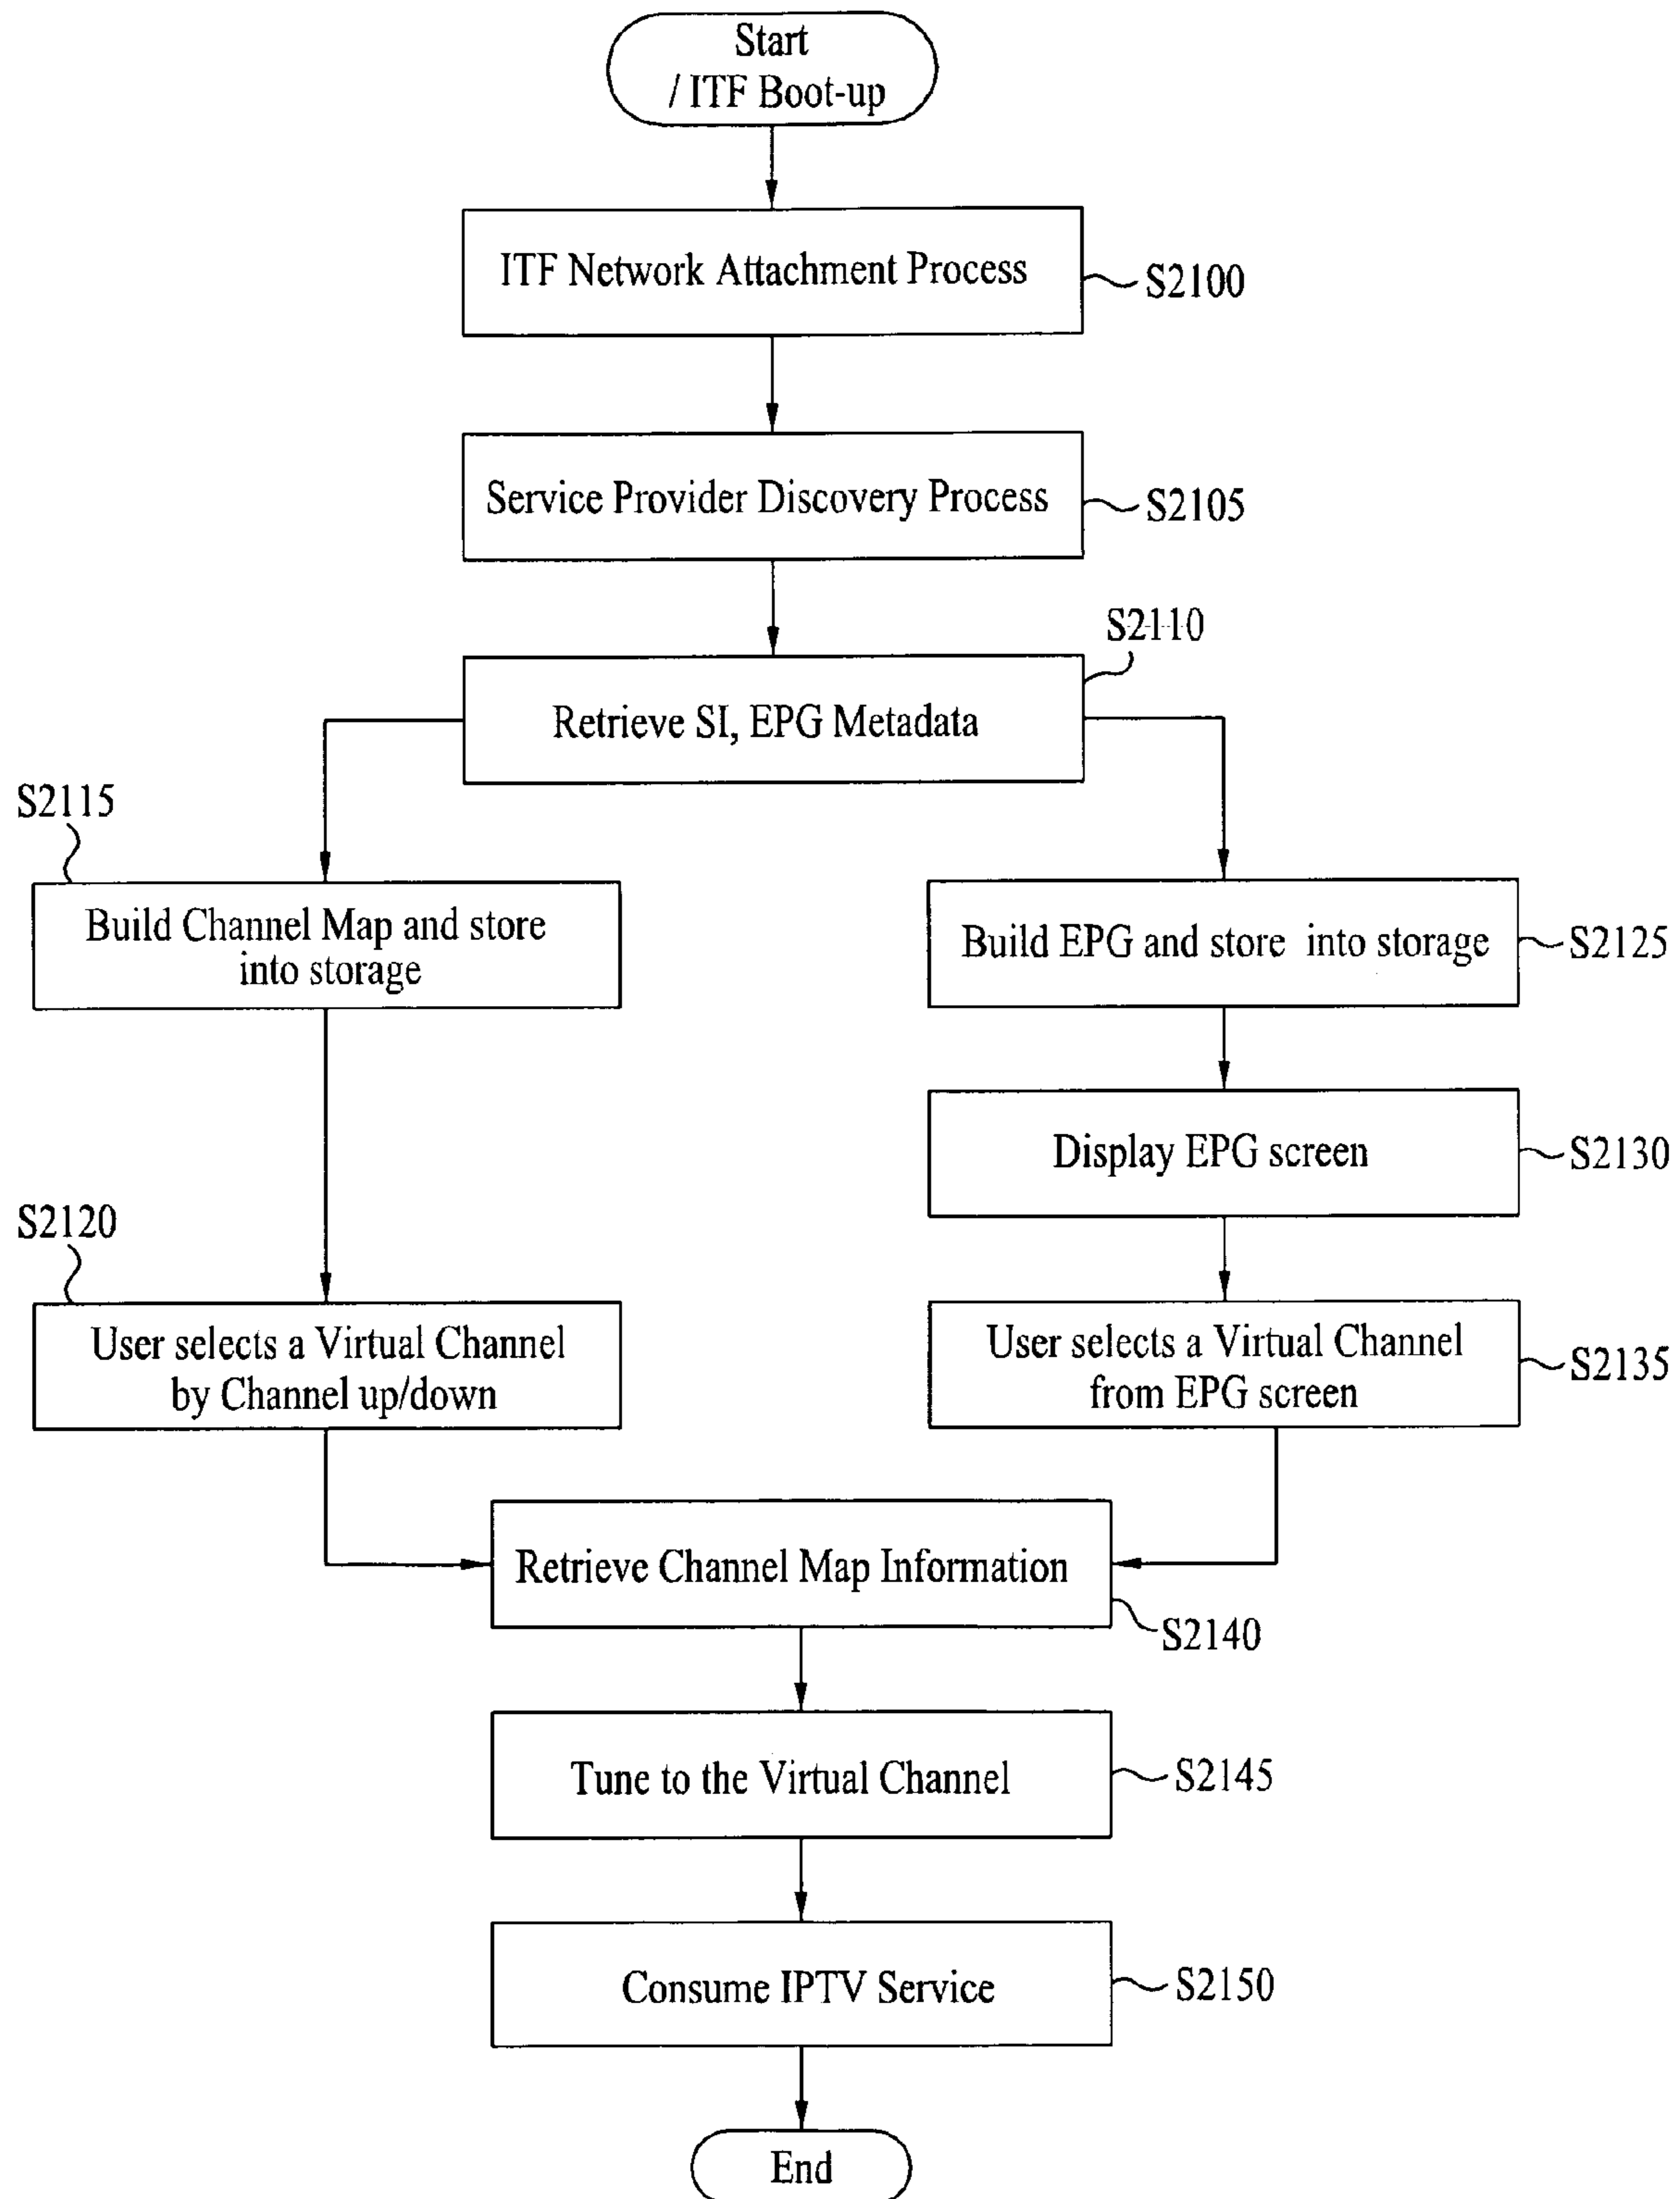 Start
/ ITF Boot-up
ITF Network Attachment Process
S2100
Service Provider Discovery Process
S2105
S2110
Retrieve SI, EPG Metadata
S2115
Build Channel Map and store
into storage
Build EPG and store into storage
S2125
Display EPG screen
S2130
S2120
User selects a Virtual Channel
by Channel up/down
User selects a Virtual Channel
from EPG screen
S2135
Retrieve Channel Map Information
S2140
Tune to the Virtual Channel
S2145
Consume IPTV Service
S2150
End